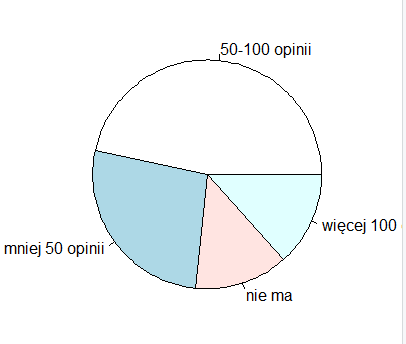 50-100 opinii
więcej 100
mniej 50 opinii
nie ma